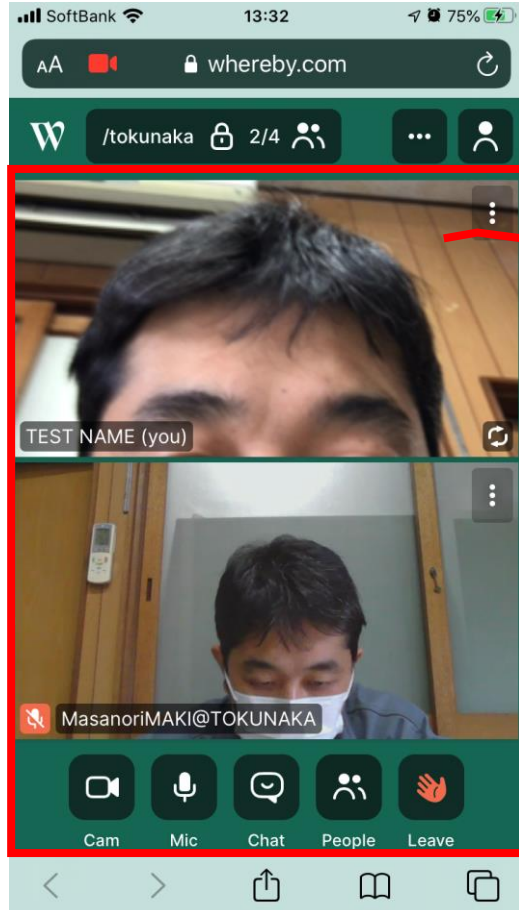 SoftBank 13:32 75%
AA whereby.com
W /tokunaka 2/4
TEST NAME (you)
MasanoriMAKI@TOKUNAKA
Cam Mic Chat People Leave